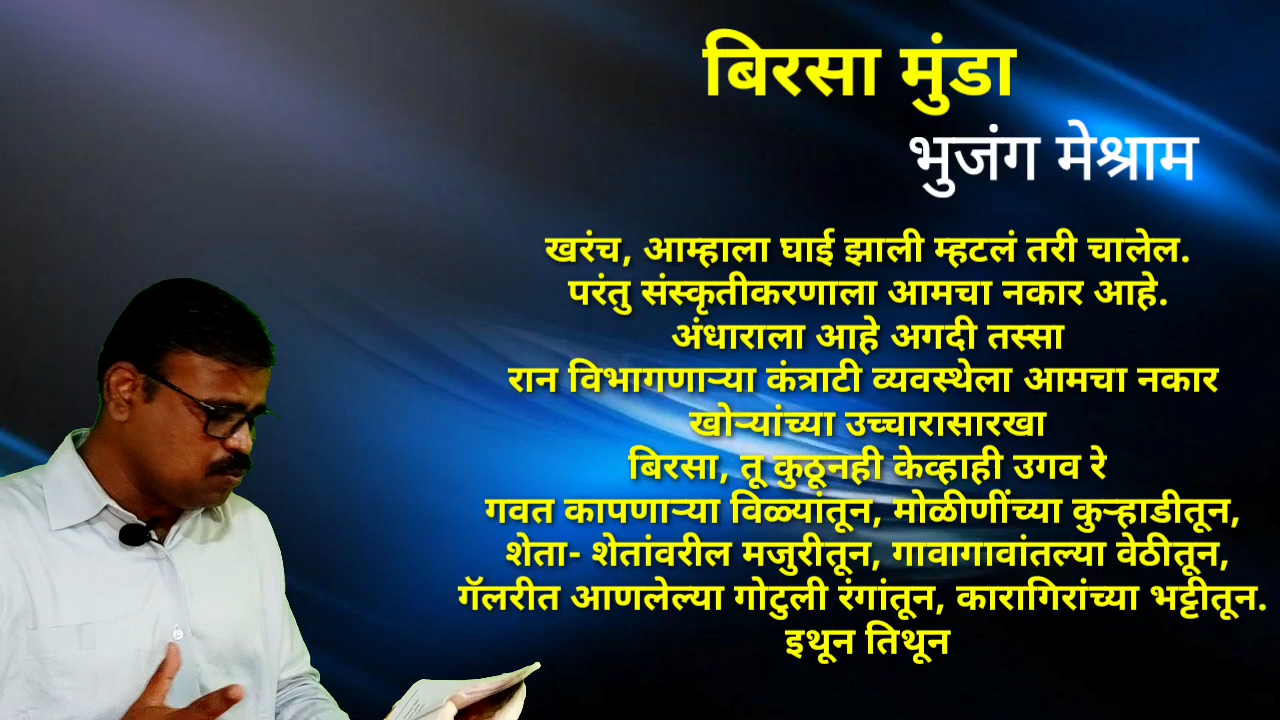 बिरसा मुंडा
भुजंग मेश्राम
खरंच, आम्हाला घाई झाली म्हटलं तरी चालेल.
परंतु संस्कृतीकरणाला आमचा नकार आहे.
अंधाराला आहे अगदी तस्सा
रान विभागणाऱ्या कंत्राटी व्यवस्थेला आमचा नकार
खोऱ्यांच्या उच्चारासारखा
बिरसा, तू कुठूनही केव्हाही उगव रे
गवत कापणाऱ्या विळ्यांतून, मोळीणींच्या कुऱ्हाडीतून,
शेता- शेतांवरील मजुरीतून, गावागावांतल्या वेठीतून,
गॅलरीत आणलेल्या गोटुली रंगांतून, कारागिरांच्या भट्टीतून.
इथून तिथून